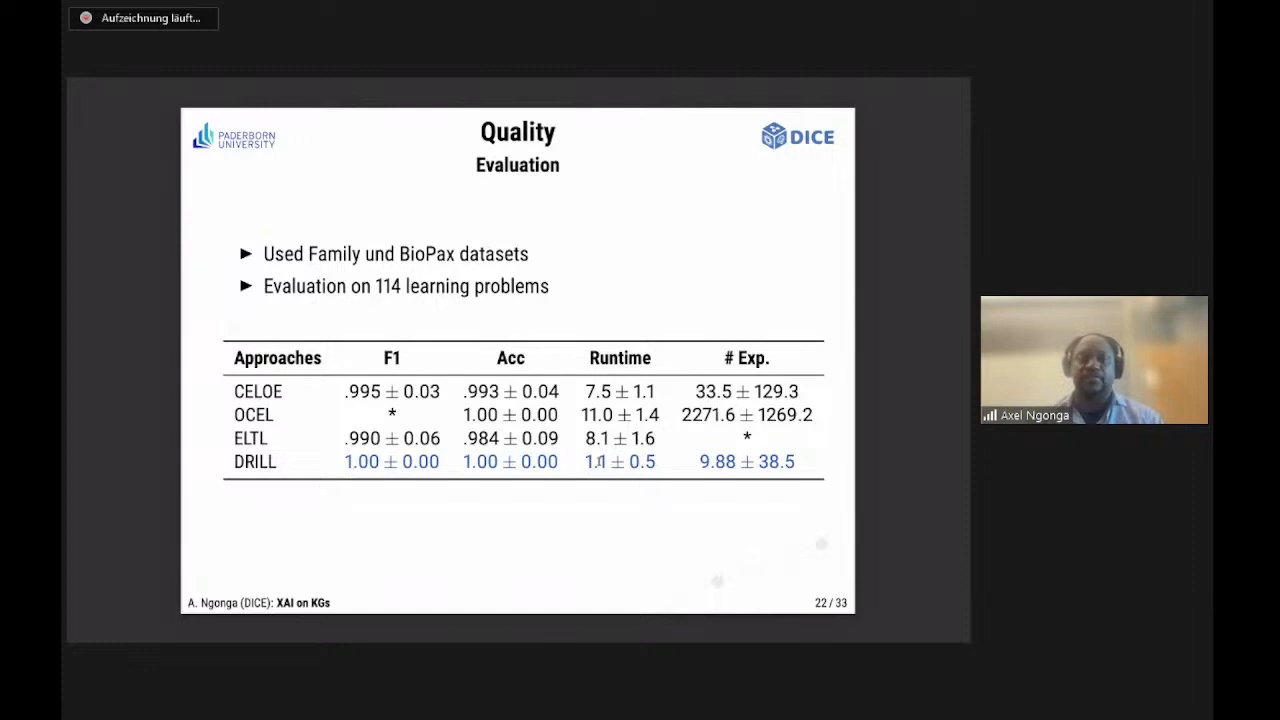 Aufzeichnung läuft...
PADERBORN
UNIVERSITY
Quality
DICE
Evaluation
► Used Family und BioPax datasets
► Evaluation on 114 learning problems
Approaches F1 Acc Runtime # Exp.
CELOE .995 ± 0.03 .993 ± 0.04 7.5 ± 1.1 33.5 ± 129.3
OCEL * 1.00 ± 0.00 11.0 ± 1.4 2271.6 ± 1269.2
ELTL .990 ± 0.06 .984 ± 0.09 8.1 ± 1.6 *
DRILL 1.00 ± 0.00 1.00 ± 0.00 1.1 ± 0.5 9.88 ± 38.5
Axel Ngonga
A. Ngonga (DICE): XAI on KGs 22 / 33